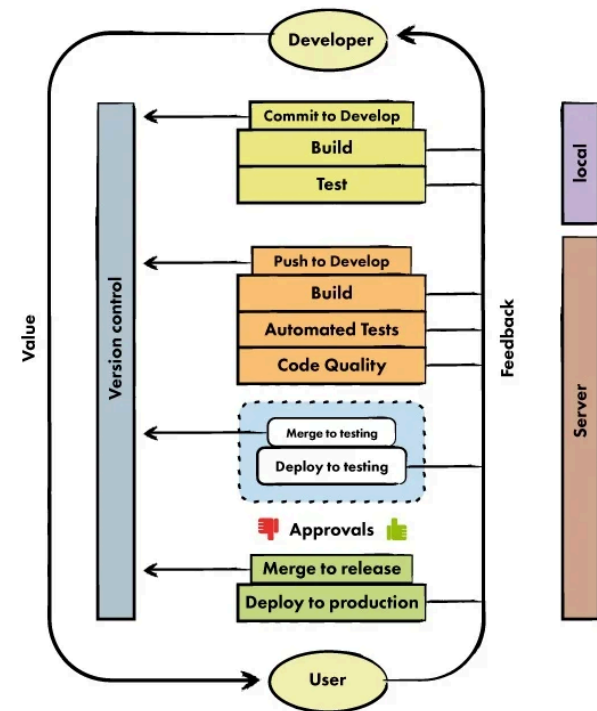 Developer
Commit to Develop
Build
Test
local
Push to Develop
Build
Automated Tests
Code Quality
Value
Version control
Feedback
Server
Merge to testing
Deploy to testing
Approvals
Merge to release
Deploy to production
User